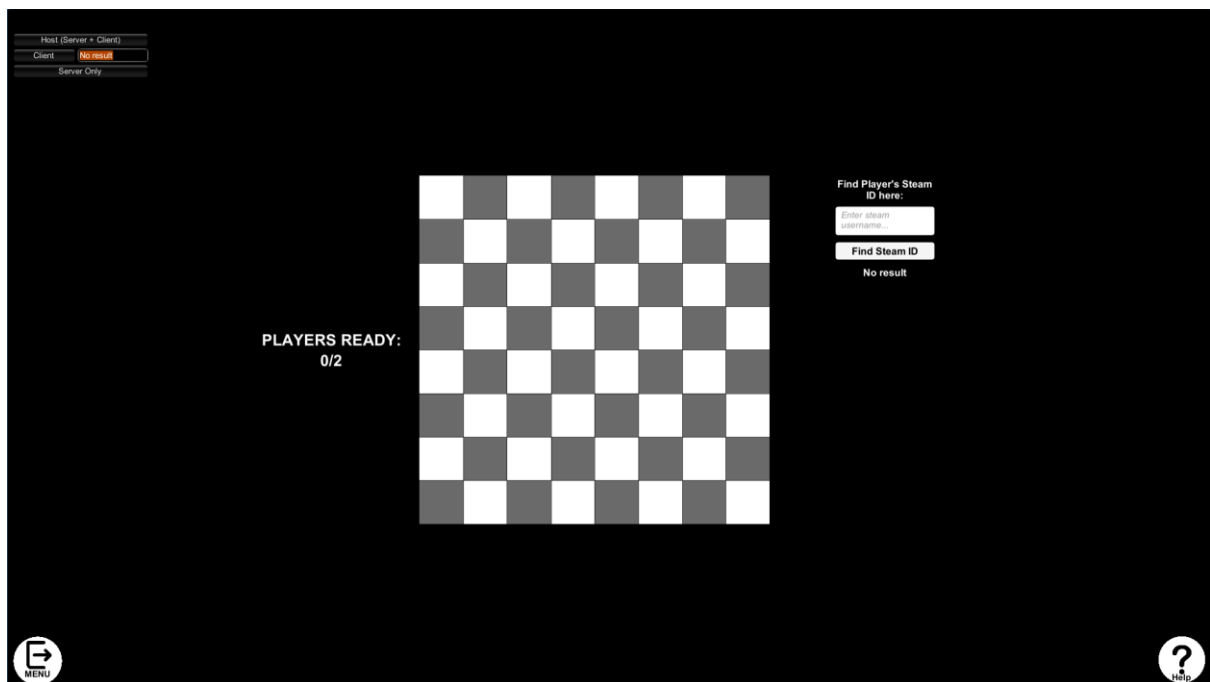 Host (Server + Client)
Client
No result
Server Only
Find Player's Steam
ID here:
Enter steam
username...
Find Steam ID
No result
PLAYERS READY:
0/2
MENU
Help